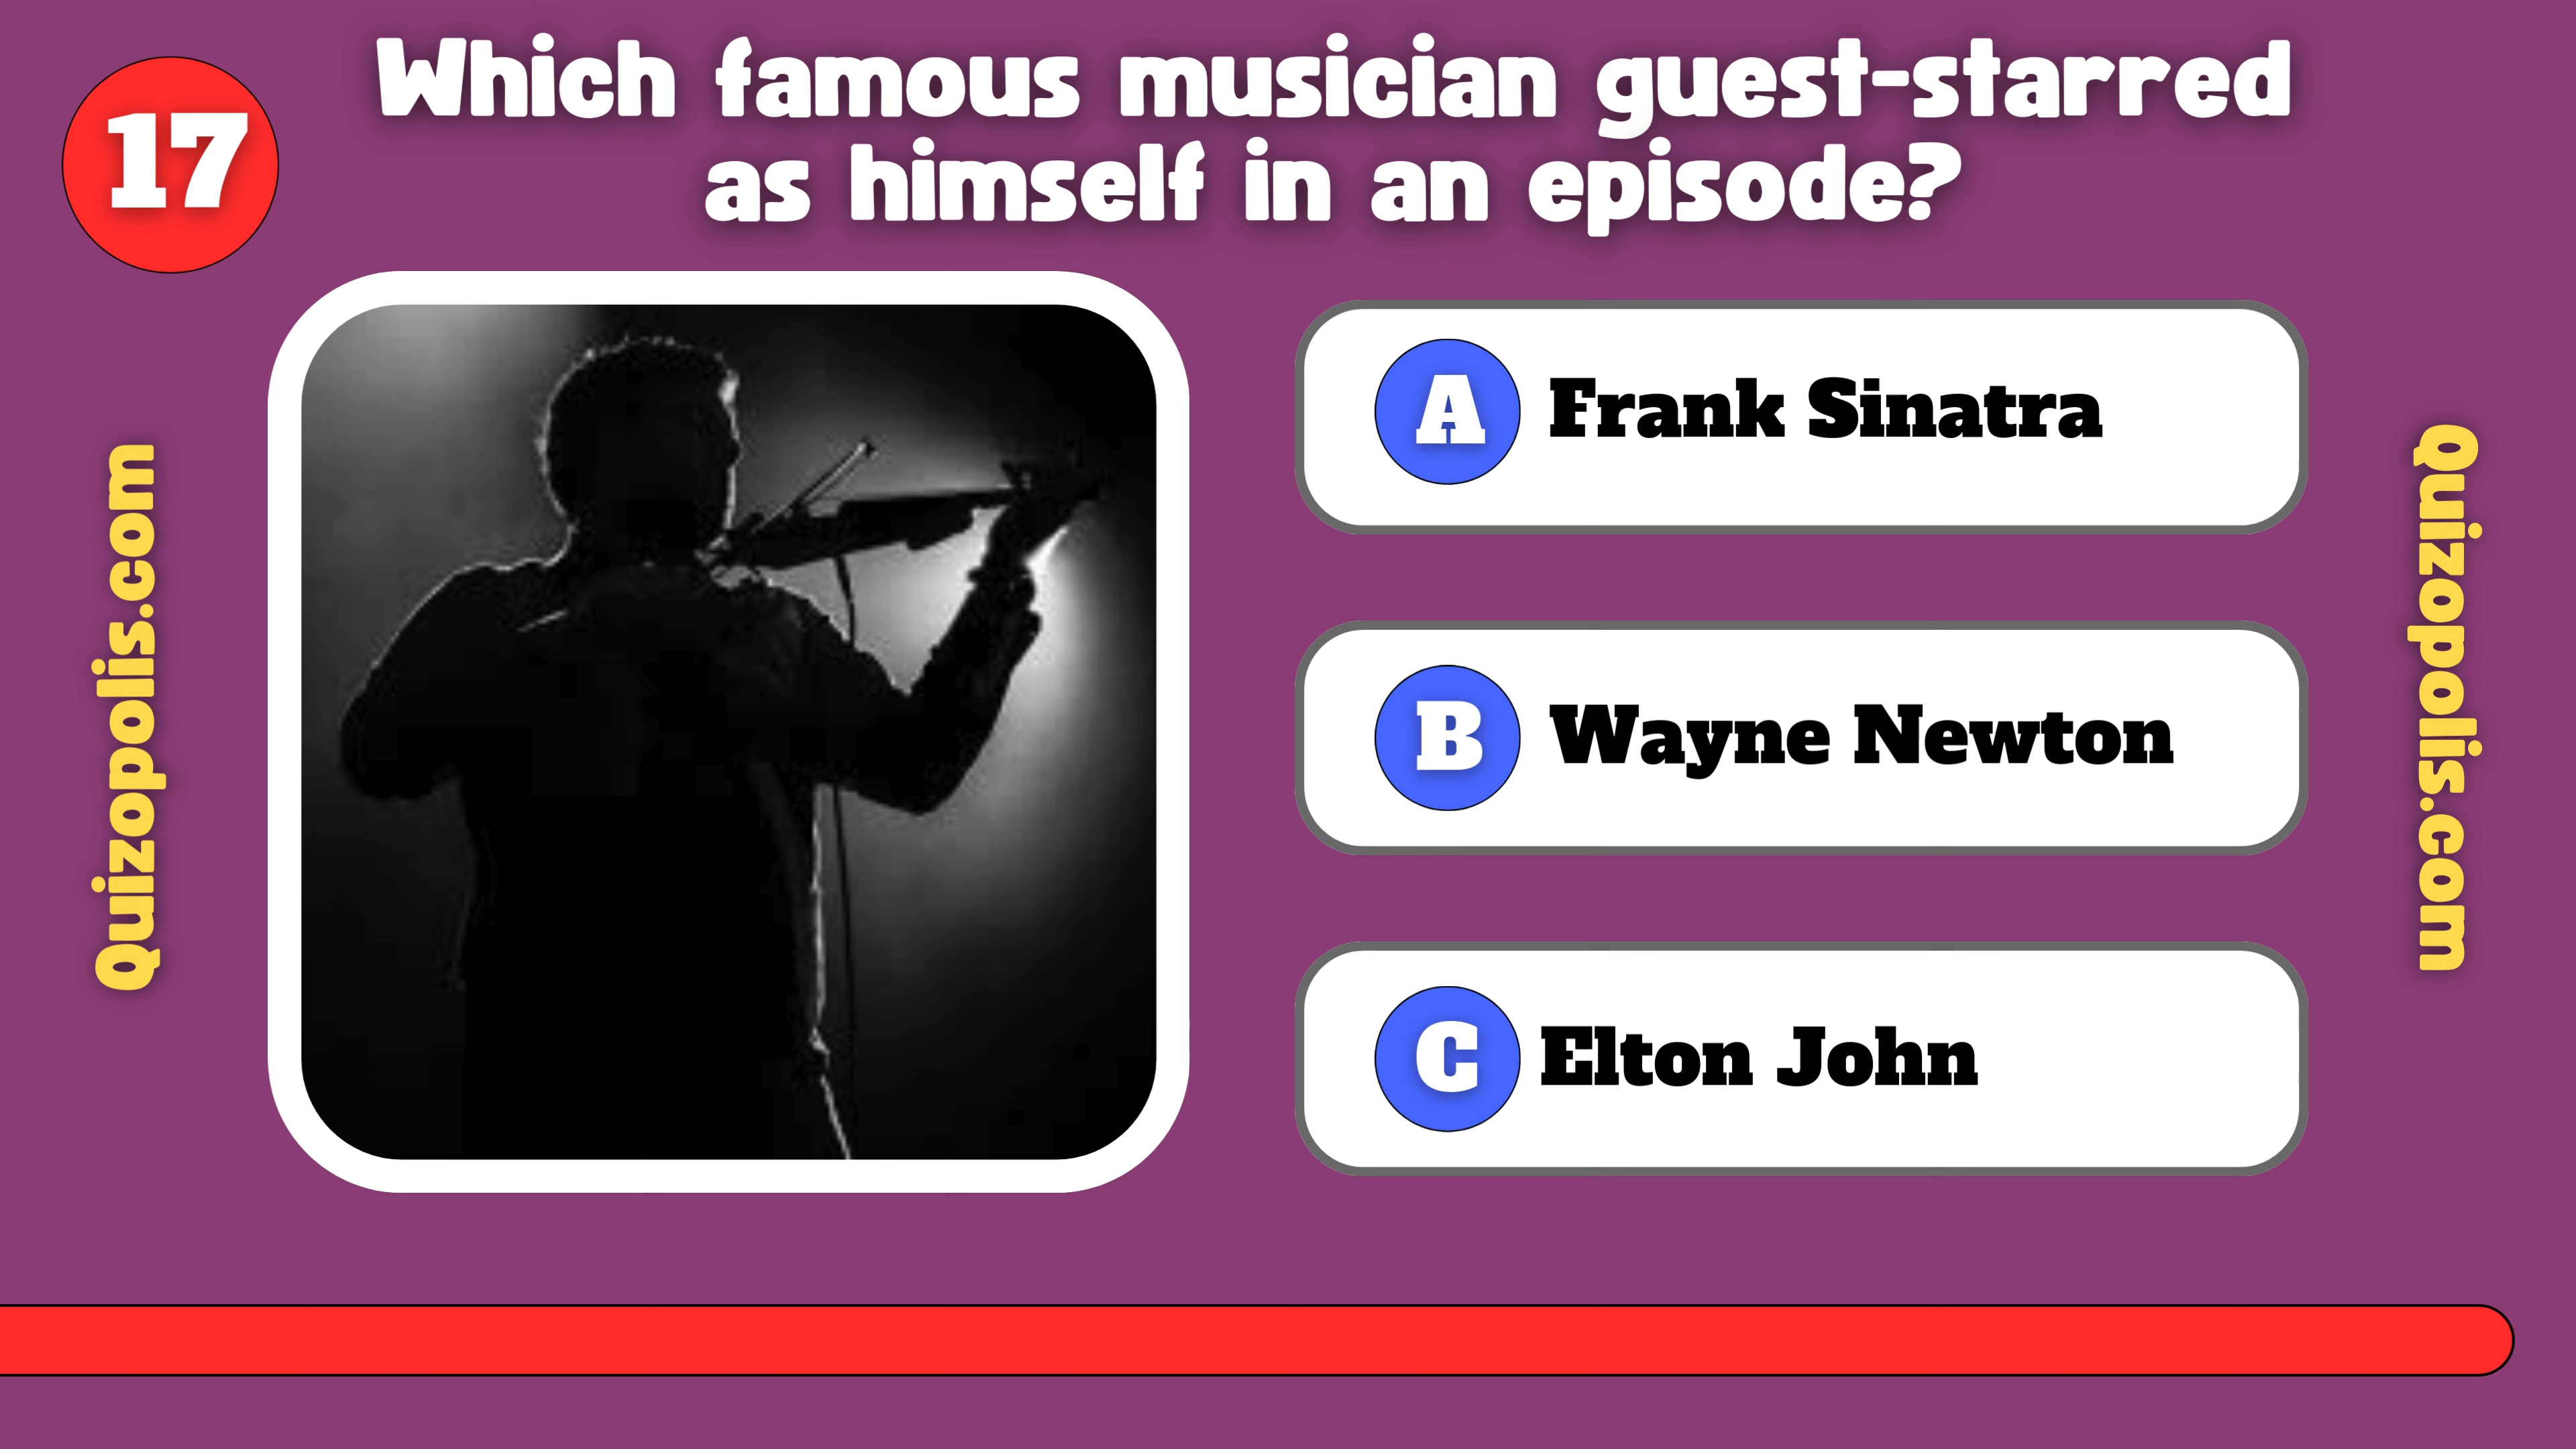 17
Which famous musician guest-starred
as himself in an episode?
Quizopolis.com
A Frank Sinatra
B Wayne Newton
C Elton John
Quizopolis.com